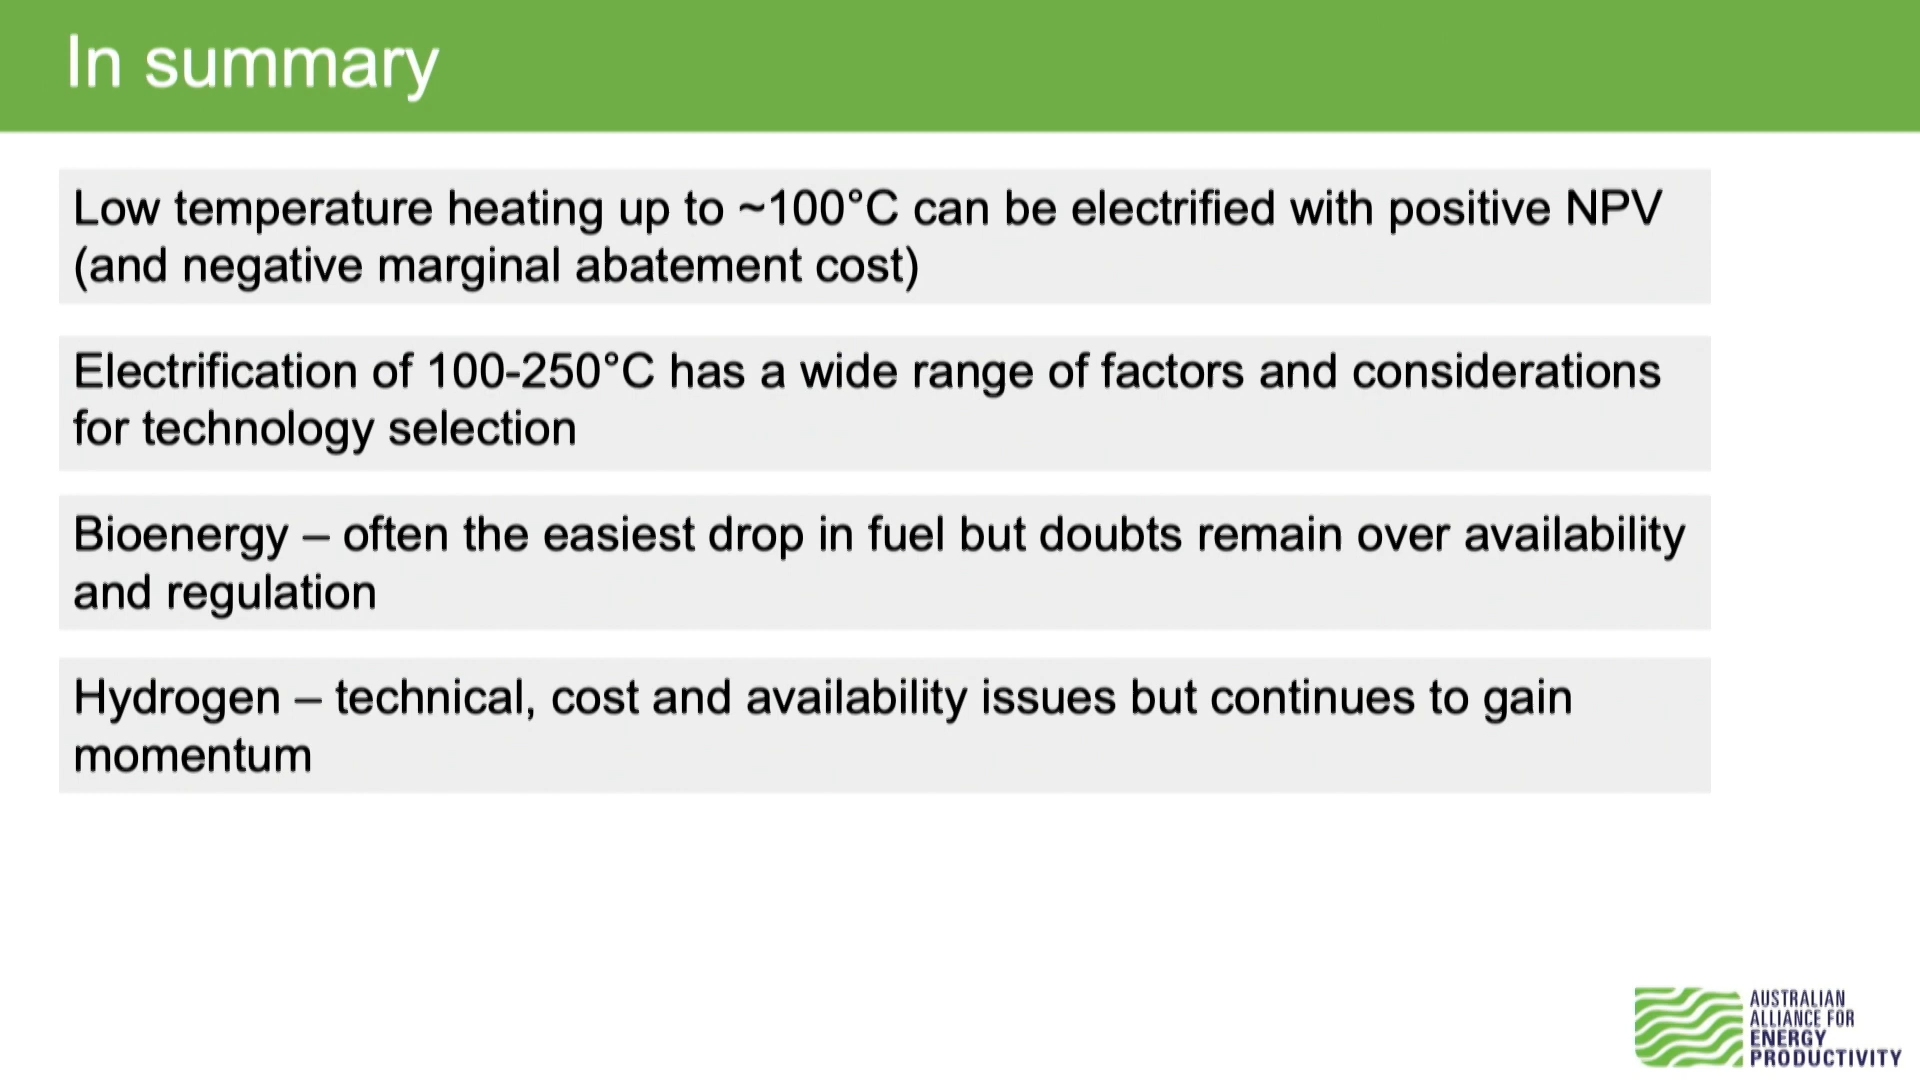 In summary
Low temperature heating up to ~100°C can be electrified with positive NPV
(and negative marginal abatement cost)
Electrification of 100-250°C has a wide range of factors and considerations
for technology selection
Bioenergy – often the easiest drop in fuel but doubts remain over availability
and regulation
Hydrogen – technical, cost and availability issues but continues to gain
momentum
AUSTRALIAN
ALLIANCE FOR
ENERGY
PRODUCTIVITY